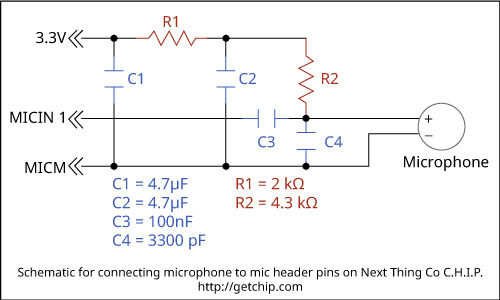 R1
3.3V
C1
C2
R2
MICIN 1
+
C3
C4
−
Microphone
MICM
C1 = 4.7µF
R1 = 2 kΩ
C2 = 4.7µF
R2 = 4.3 kΩ
C3 = 100nF
C4 = 3300 pF
Schematic for connecting microphone to mic header pins on Next Thing Co C.H.I.P.
http://getchip.com